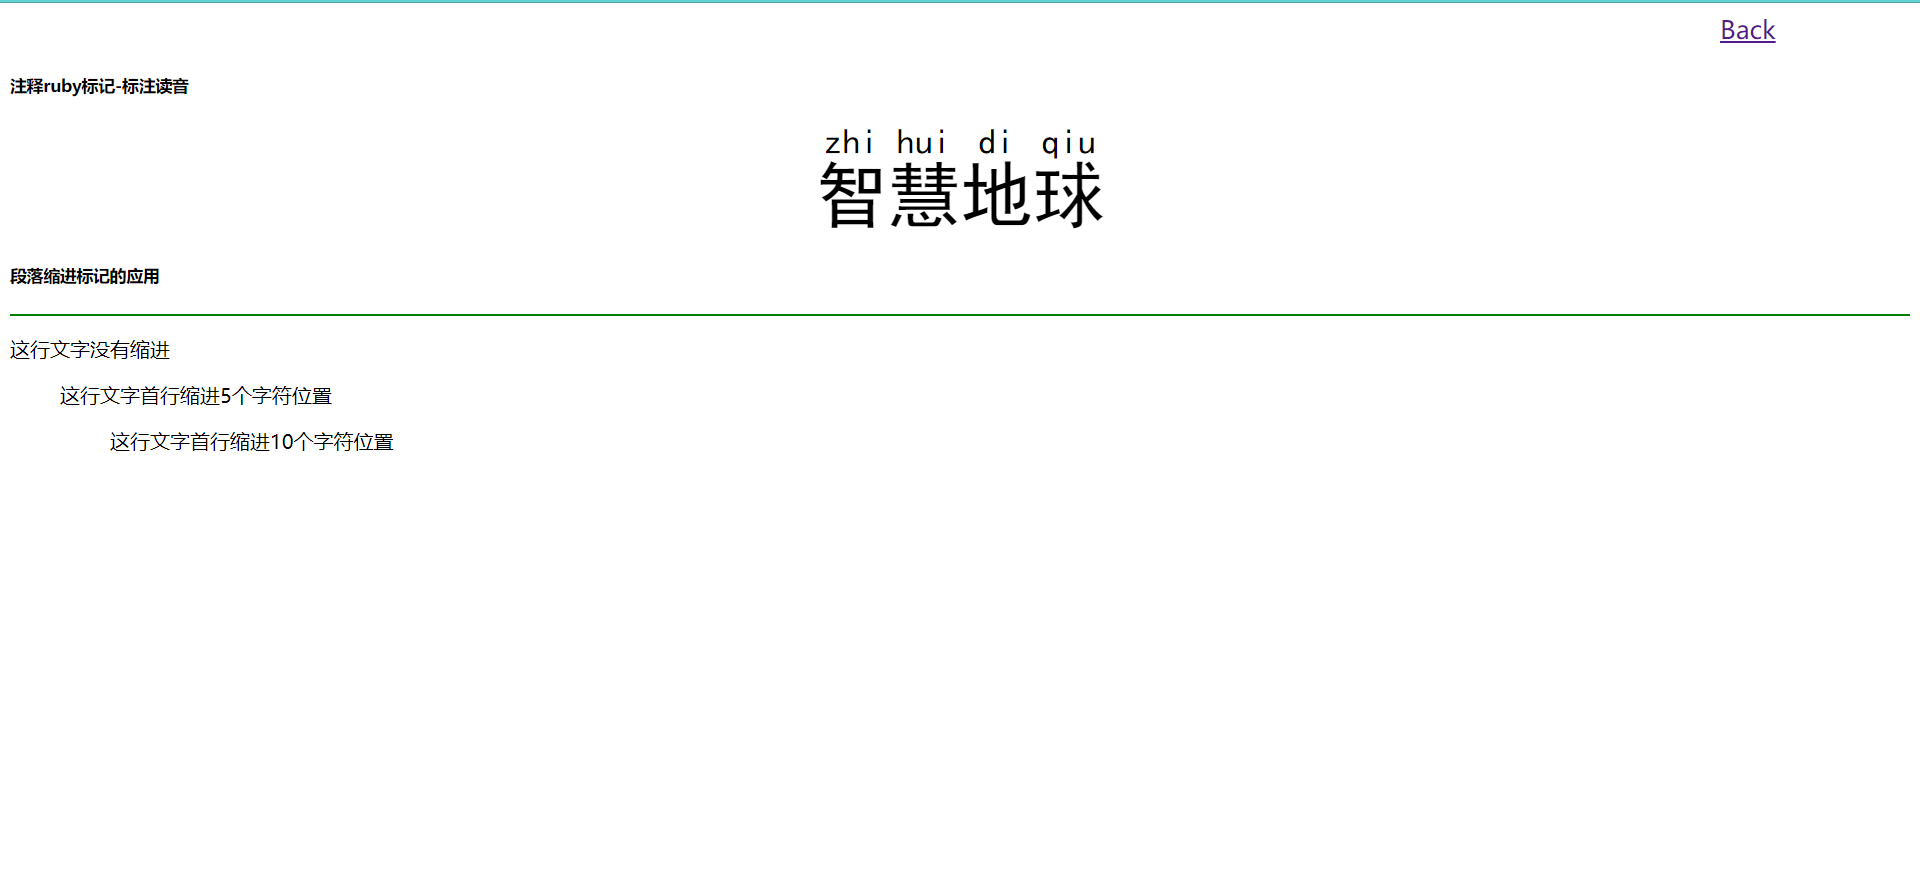 Back
注释ruby标记-标注读音
zhi hui di qiu
智慧地球
段落缩进标记的应用
这行文字没有缩进
这行文字首行缩进5个字符位置
这行文字首行缩进10个字符位置